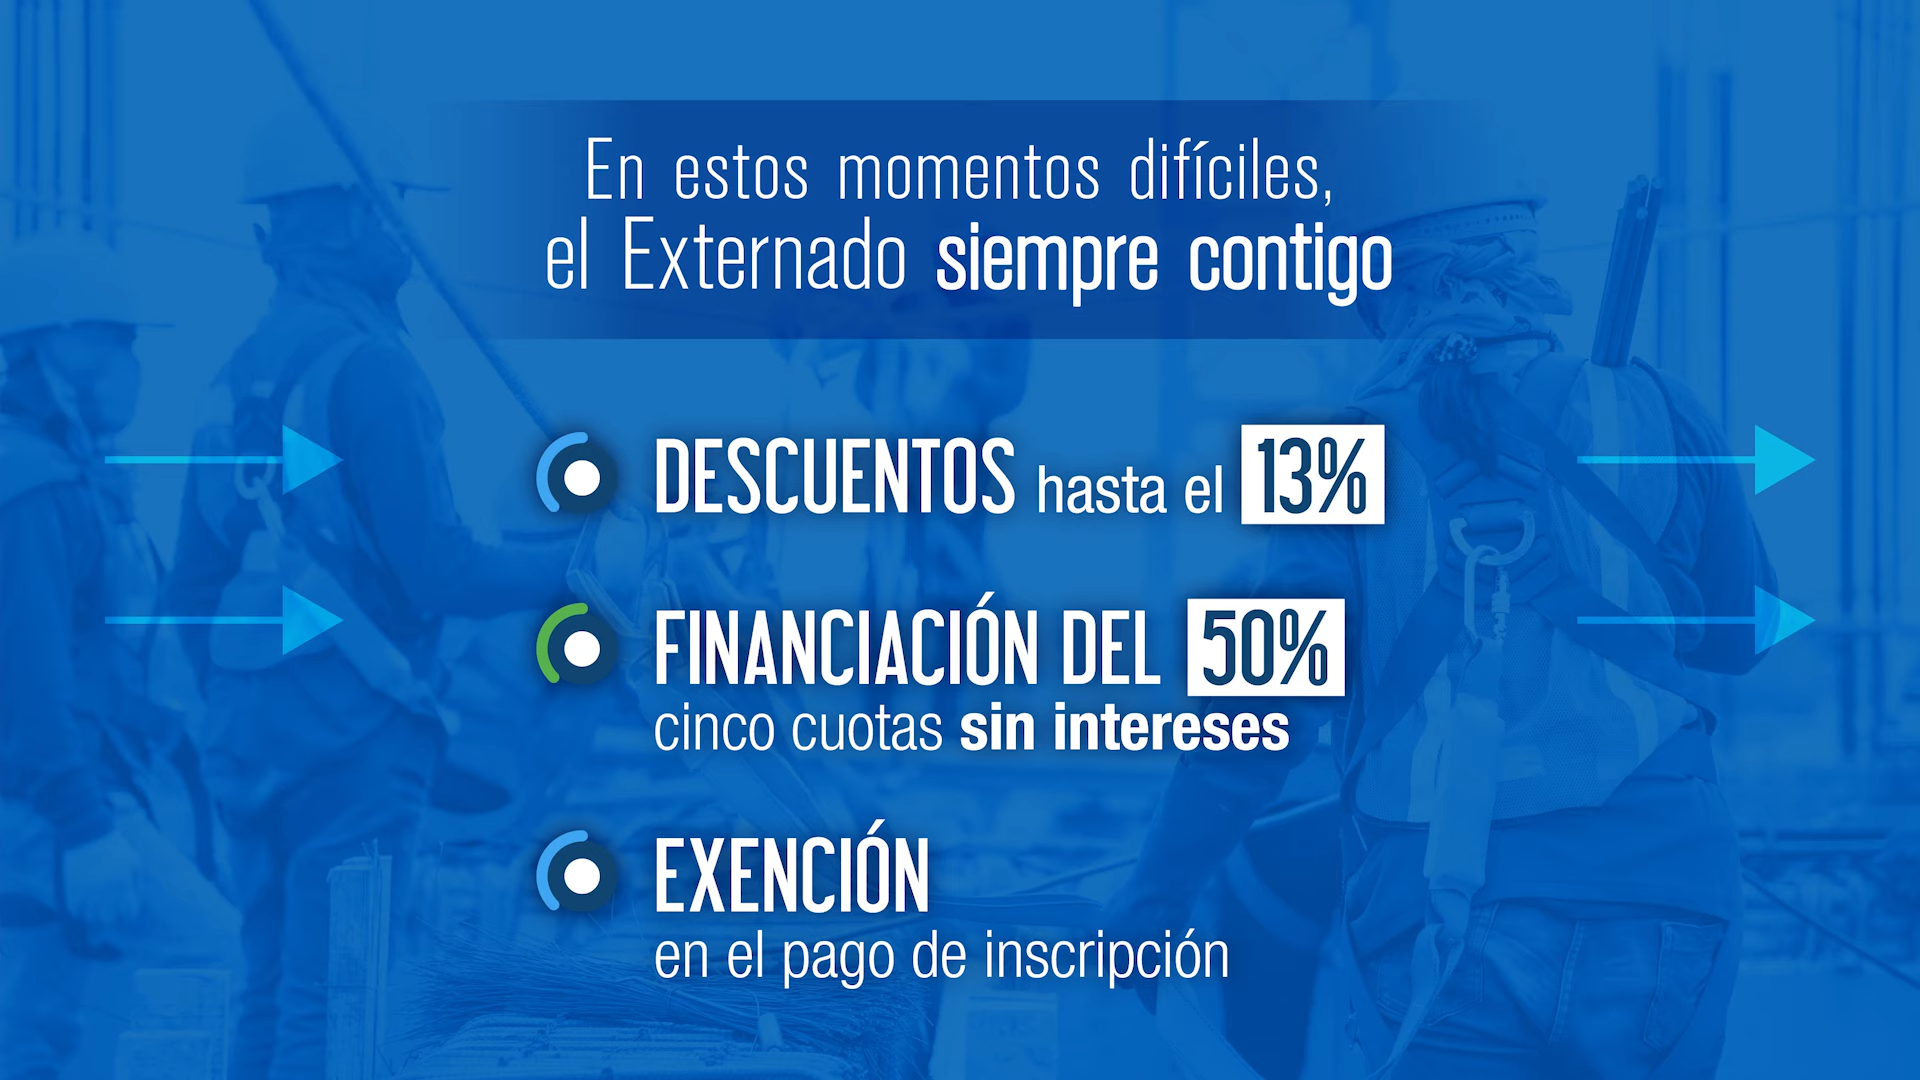 En estos momentos difíciles,
el Externado siempre contigo
DESCUENTOS hasta el 13%
FINANCIACIÓN DEL 50%
cinco cuotas sin intereses
EXENCIÓN
en el pago de inscripción